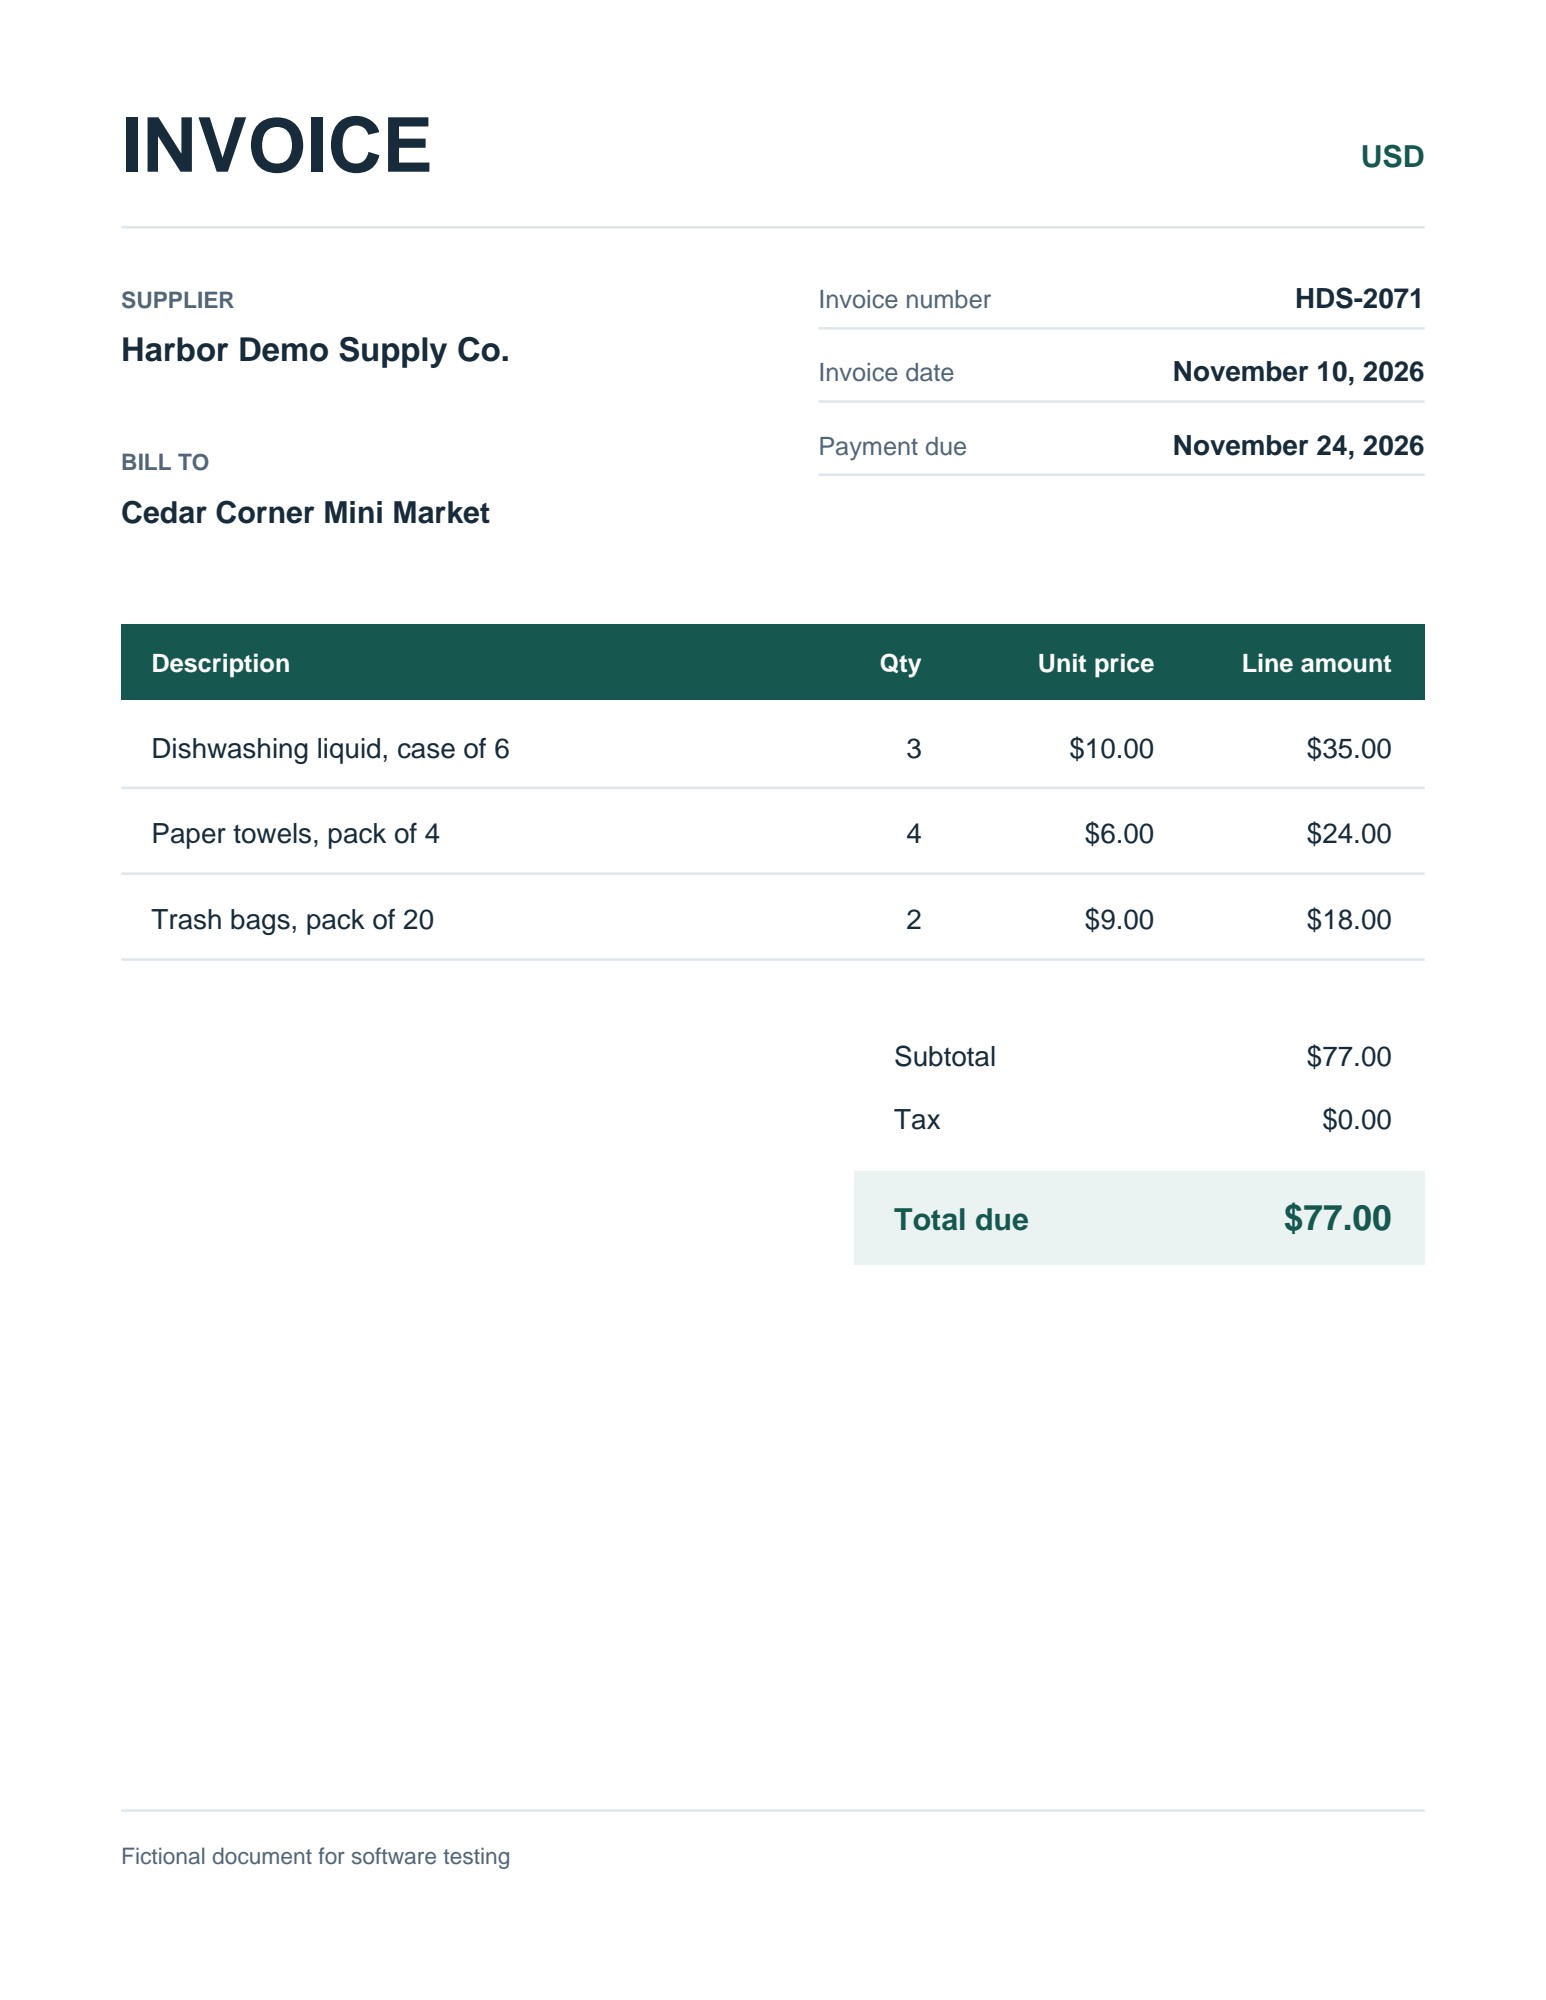 INVOICE
USD
SUPPLIER
Harbor Demo Supply Co.
BILL TO
Cedar Corner Mini Market
Invoice number HDS-2071
Invoice date November 10, 2026
Payment due November 24, 2026
Description Qty Unit price Line amount
Dishwashing liquid, case of 6 3 $10.00 $35.00
Paper towels, pack of 4 4 $6.00 $24.00
Trash bags, pack of 20 2 $9.00 $18.00
Subtotal $77.00
Tax $0.00
Total due $77.00
Fictional document for software testing